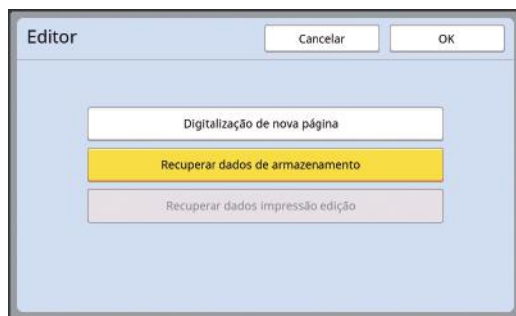 Editor
Cancelar
OK
Digitalização de nova página
Recuperar dados de armazenamento
Recuperar dados impressão edição